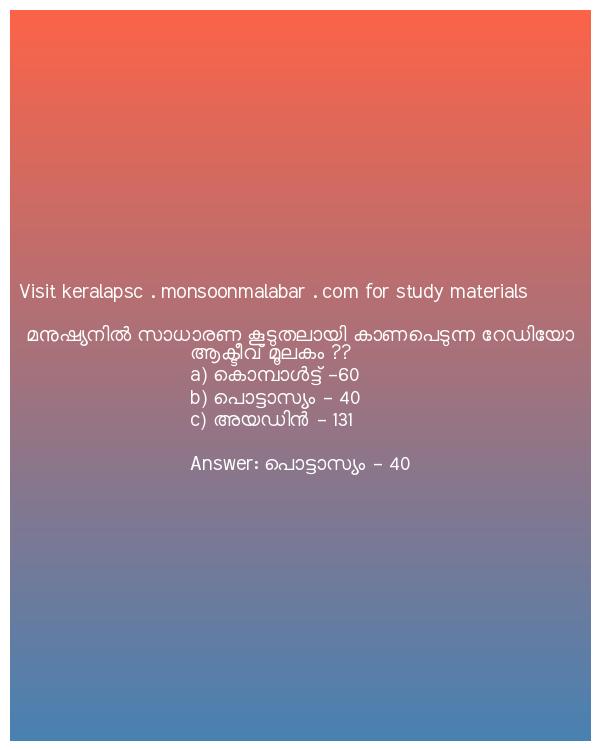 Visit keralapsc . monsoonmalabar . com for study materials
മനുഷ്യനിൽ സാധാരണ കൂടുതലായി കാണപെടുന്ന റേഡിയോ
ആക്ടീവ് മൂലകം ??
a) കൊമ്പാൾട്ട് -60
b) പൊട്ടാസ്യം - 40
c) അയഡിൻ - 131
Answer: പൊട്ടാസ്യം - 40